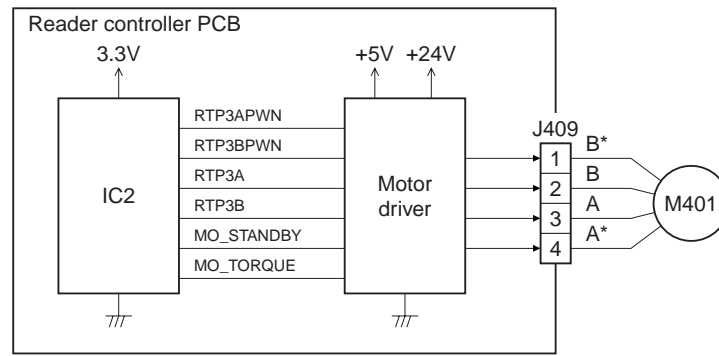 Reader controller PCB
3.3V
+5V
+24V
RTP3APWN
RTP3BPWN
RTP3A
RTP3B
MO_STANDBY
MO_TORQUE
IC2
Motor
driver
J409
1
2
3
4
B*
B
A
A*
M401